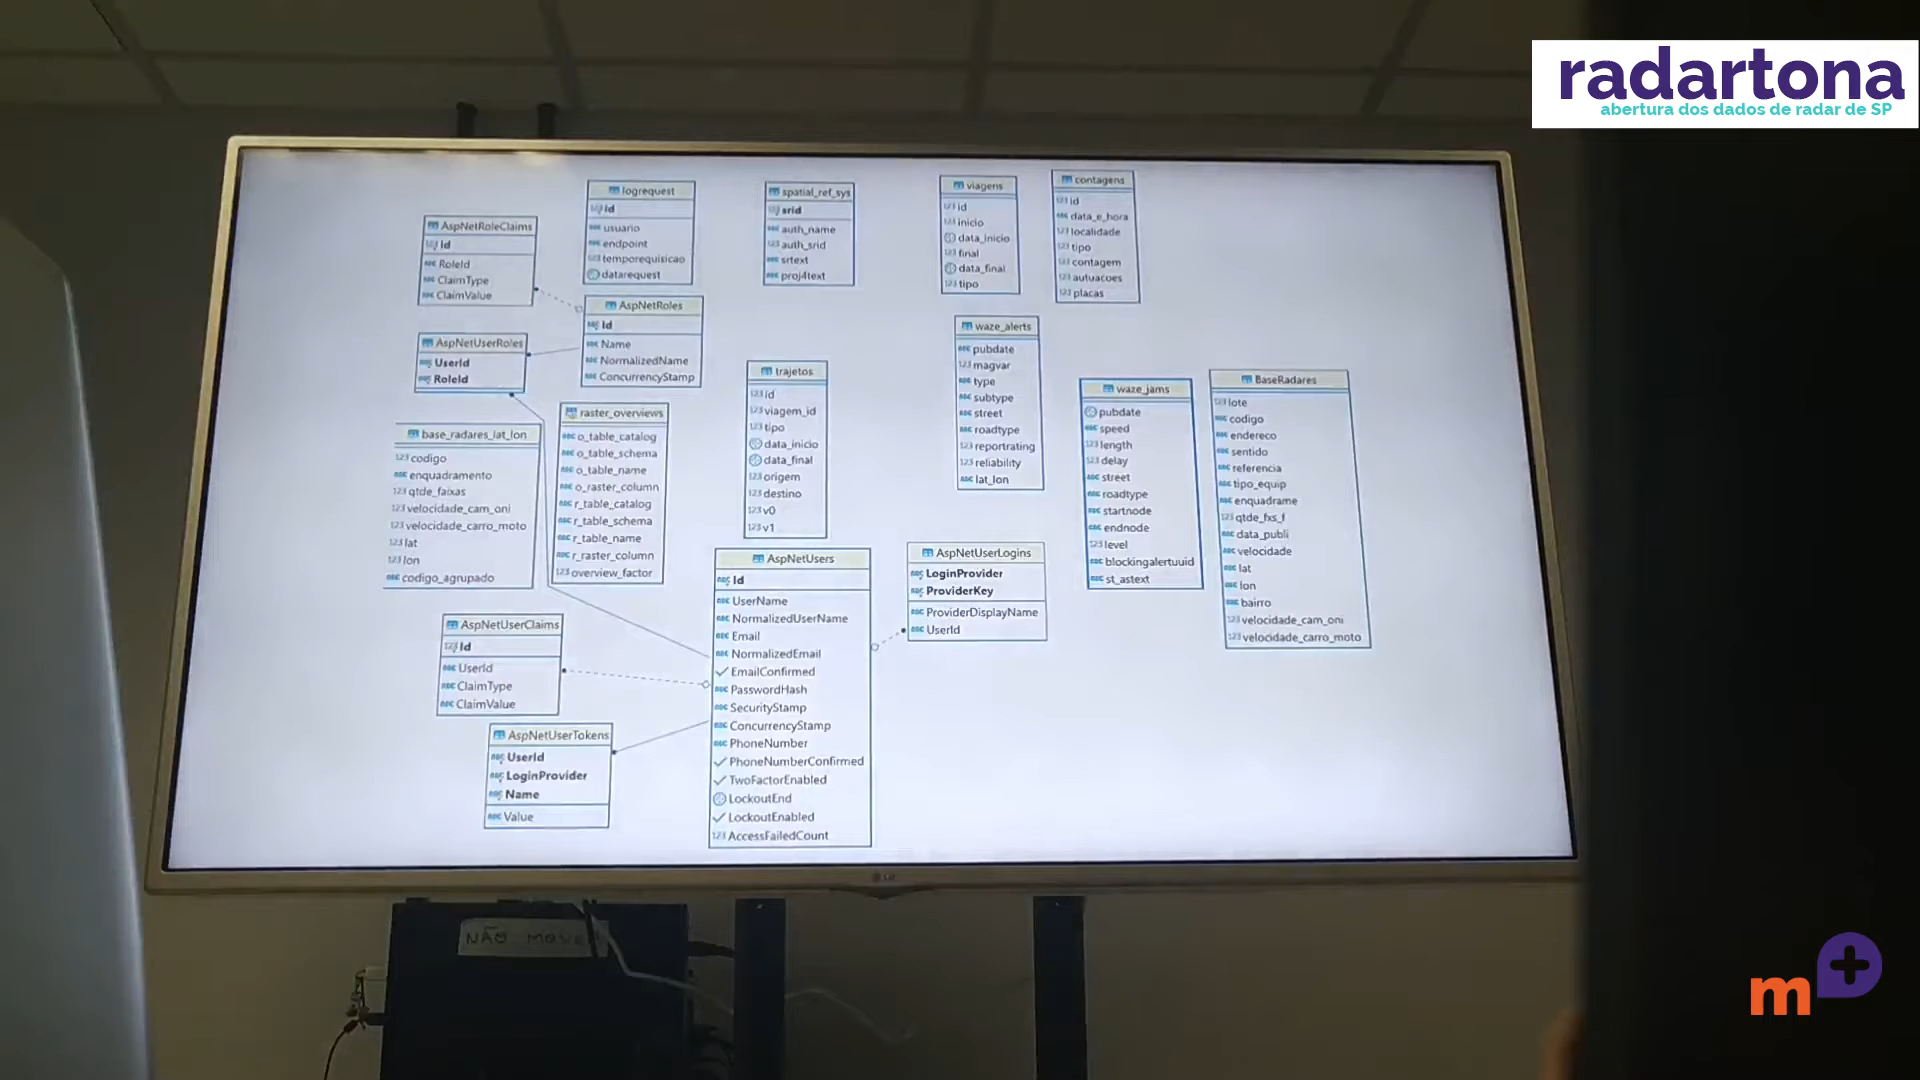 radartona
abertura dos dados de radar de SP
AspNetRoleClaims
Id
RoleId
ClaimType
ClaimValue
logrequest
id
usuario
endpoint
temporequisicao
datarequest
spatial_ref_sys
srid
auth_name
auth_srid
srtext
proj4text
viagens
id
inicio
data_inicio
final
data_final
tipo
contagens
id
data_e_hora
localidade
tipo
contagem
autuacoes
placas
AspNetUserRoles
UserId
RoleId
AspNetRoles
Id
Name
NormalizedName
ConcurrencyStamp
trajetos
id
viagem_id
tipo
data_inicio
data_final
origem
destino
v0
v1
waze_alerts
pubdate
magvar
type
subtype
street
roadtype
reportrating
reliability
lat_lon
waze_jams
pubdate
speed
length
delay
street
roadtype
startnode
endnode
level
blockingalertuuid
st_astext
BaseRadares
lote
codigo
endereco
sentido
referencia
tipo_equip
enquadrame
qtde_fxs_f
data_publi
velocidade
lat
lon
bairro
velocidade_cam_oni
velocidade_carro_moto
base_radares_lat_lon
codigo
enquadramento
qtde_faixas
velocidade_cam_oni
velocidade_carro_moto
lat
lon
codigo_agrupado
raster_overviews
o_table_catalog
o_table_schema
o_table_name
o_raster_column
r_table_catalog
r_table_schema
r_table_name
r_raster_column
overview_factor
AspNetUsers
Id
UserName
NormalizedUserName
Email
NormalizedEmail
EmailConfirmed
PasswordHash
SecurityStamp
ConcurrencyStamp
PhoneNumber
PhoneNumberConfirmed
TwoFactorEnabled
LockoutEnd
LockoutEnabled
AccessFailedCount
AspNetUserLogins
LoginProvider
ProviderKey
ProviderDisplayName
UserId
AspNetUserClaims
Id
UserId
ClaimType
ClaimValue
AspNetUserTokens
UserId
LoginProvider
Name
Value
LG
NÃO MOVE
m+